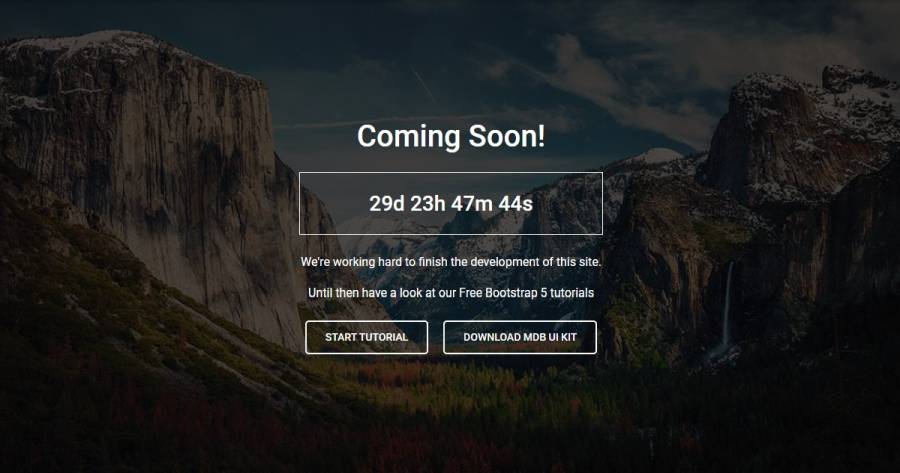 Coming Soon!
29d 23h 47m 44s
We're working hard to finish the development of this site.
Until then have a look at our Free Bootstrap 5 tutorials
START TUTORIAL
DOWNLOAD MDB UI KIT